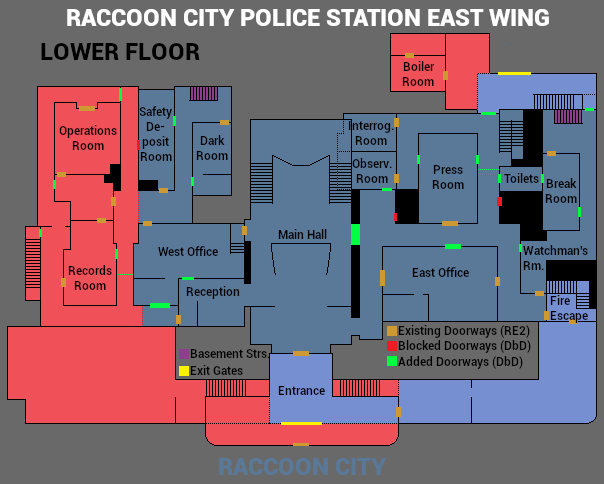 RACCOON CITY POLICE STATION EAST WING
LOWER FLOOR
Boiler
Room
Operations
Room
Safety
De-
posit
Room
Dark
Room
Interrog.
Room
Observ.
Room
Press
Room
Toilets
Break
Room
West Office
Main Hall
Watchman's
Rm.
Records
Room
Reception
East Office
Fire
Escape
Existing Doorways (RE2)
Blocked Doorways (DbD)
Added Doorways (DbD)
Basement Strs.
Exit Gates
Entrance
RACCOON CITY